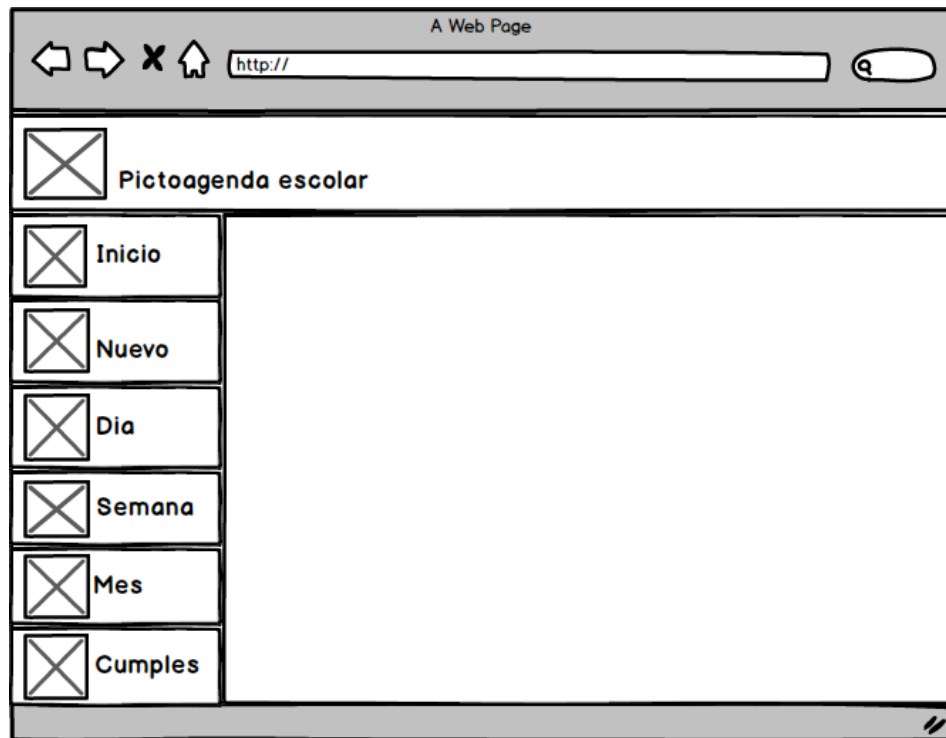 A Web Page
http://
Pictoagenda escolar
Inicio
Nuevo
Dia
Semana
Mes
Cumples